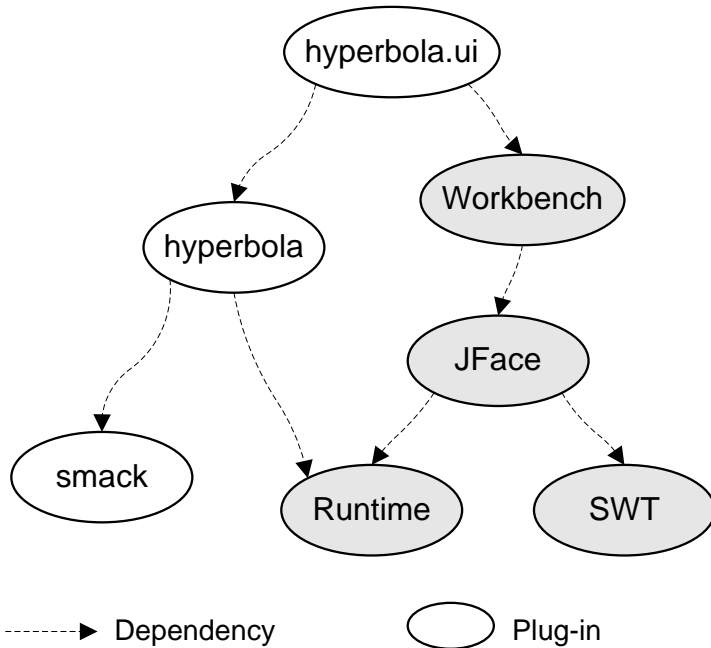 hyperbola.ui
Workbench
hyperbola
JFace
smack
Runtime
SWT
Dependency
Plug-in